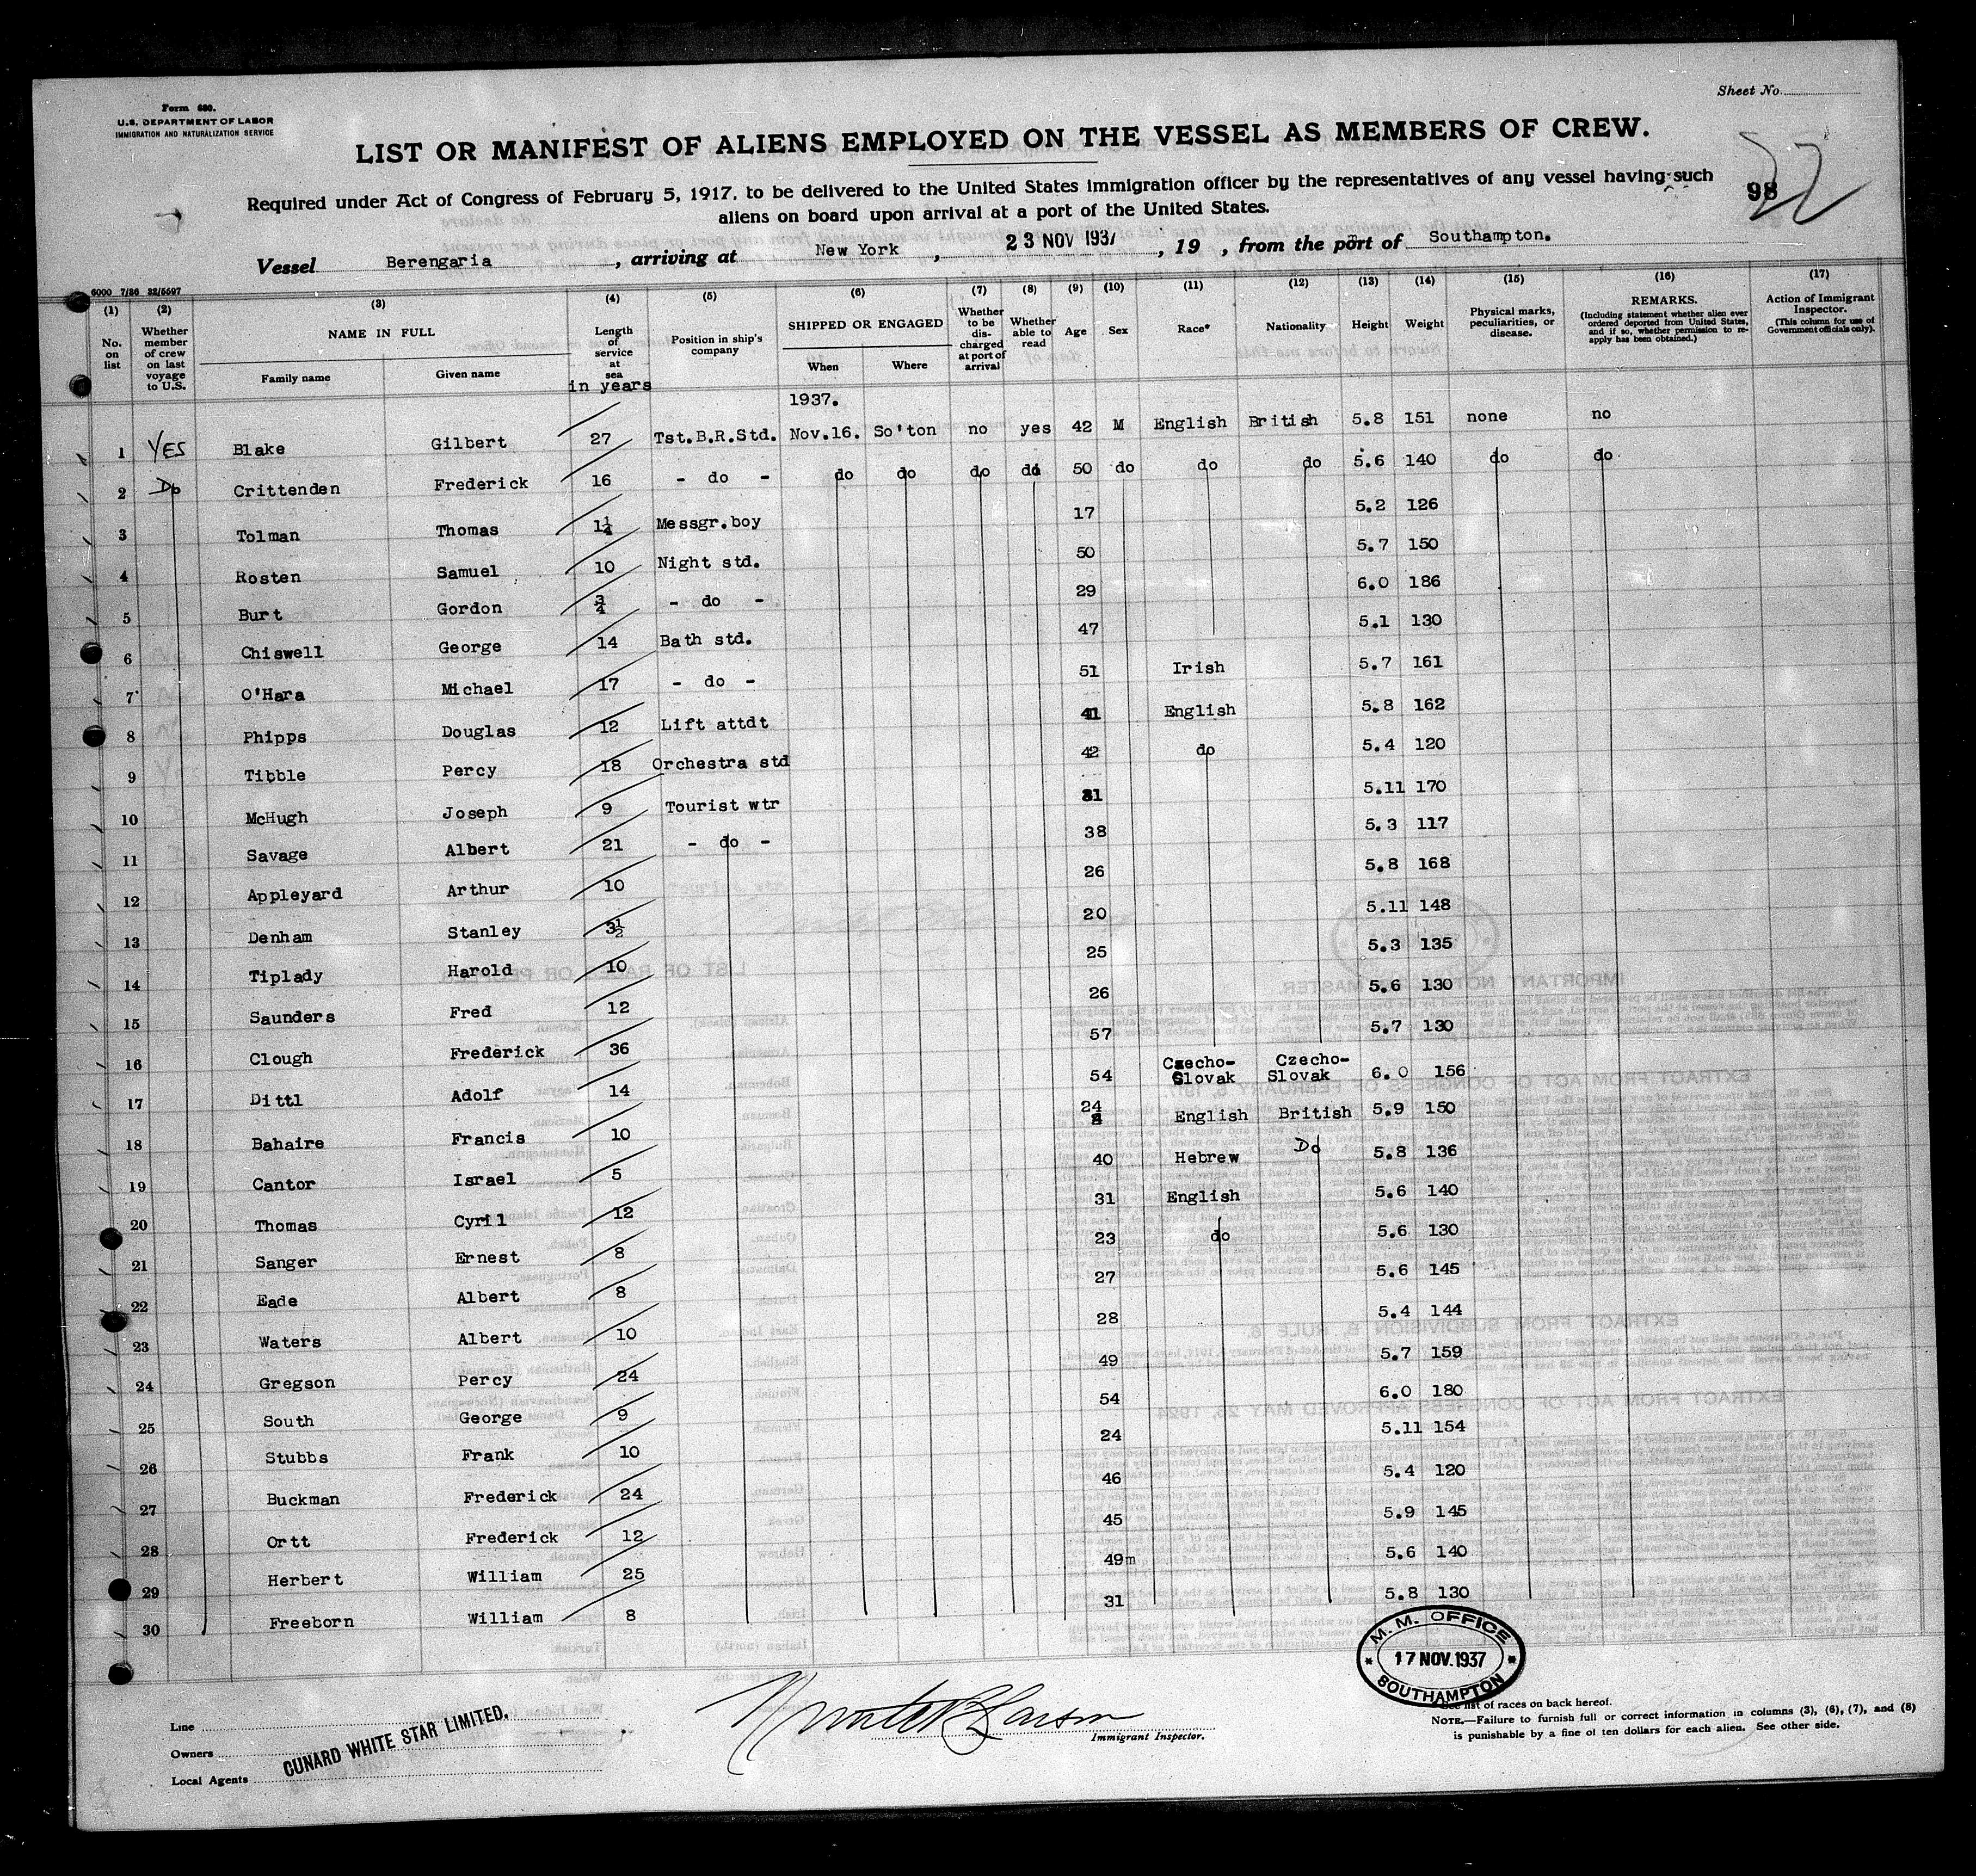 Sheet No.
Form 680.
U.S. DEPARTMENT OF LABOR
IMMIGRATION AND NATURALIZATION SERVICE
LIST OR MANIFEST OF ALIENS EMPLOYED ON THE VESSEL AS MEMBERS OF CREW.
Required under Act of Congress of February 5, 1917, to be delivered to the United States immigration officer by the representatives of any vessel having such
aliens on board upon arrival at a port of the United States.
98
22
Vessel Berengaria, arriving at New York, 23 NOV 1937, 19 , from the port of Southampton.
6000 7/36 32/5597
(1) (2) (3) (4) (5) (6) (7) (8) (9) (10) (11) (12) (13) (14) (15) (16) (17)
No. on list
Whether member of crew on last voyage to U.S.
NAME IN FULL
Family name Given name
Length of service at sea
in years
Position in ship's company
SHIPPED OR ENGAGED
When Where
Whether to be discharged at port of arrival
Whether able to read
Age
Sex
Race*
Nationality
Height
Weight
Physical marks, peculiarities, or disease.
REMARKS.
(Including statement whether alien ever ordered deported from United States, and if so, whether permission to reapply has been obtained.)
Action of Immigrant Inspector.
(This column for use of Government officials only).
1937.
1 YES Blake Gilbert 27 Tst.B.R.Std. Nov.16. So'ton no yes 42 M English British 5.8 151 none no
2 Do Crittenden Frederick 16 - do - do do do do 50 do do do 5.6 140 do do
3 Tolman Thomas 1¼ Messgr.boy 17 5.2 126
4 Rosten Samuel 10 Night std. 50 5.7 150
5 Burt Gordon ¾ - do - 29 6.0 186
6 Chiswell George 14 Bath std. 47 5.1 130
7 O'Hara Michael 17 - do - 51 Irish 5.7 161
8 Phipps Douglas 12 Lift attdt 41 English 5.8 162
9 Tibble Percy 18 Orchestra std 42 do 5.4 120
10 McHugh Joseph 9 Tourist wtr 31 5.11 170
11 Savage Albert 21 - do - 38 5.3 117
12 Appleyard Arthur 10 26 5.8 168
13 Denham Stanley 3½ 20 5.11 148
14 Tiplady Harold 10 25 5.3 135
15 Saunders Fred 12 26 5.6 130
16 Clough Frederick 36 57 5.7 130
17 Dittl Adolf 14 54 Czecho-Slovak Czecho-Slovak 6.0 156
18 Bahaire Francis 10 24 English British 5.9 150
19 Cantor Israel 5 40 Hebrew Do 5.8 136
20 Thomas Cyril 12 31 English 5.6 140
21 Sanger Ernest 8 23 do 5.6 130
22 Eade Albert 8 27 5.6 145
23 Waters Albert 10 28 5.4 144
24 Gregson Percy 24 49 5.7 159
25 South George 9 54 6.0 180
26 Stubbs Frank 10 24 5.11 154
27 Buckman Frederick 24 46 5.4 120
28 Ortt Frederick 12 45 5.9 145
29 Herbert William 25 49m 5.6 140
30 Freeborn William 8 31 5.8 130
M. M. OFFICE
17 NOV. 1937
SOUTHAMPTON
Line
Owners
Local Agents
CUNARD WHITE STAR LIMITED.
Immigrant Inspector.
list of races on back hereof.
NOTE.—Failure to furnish full or correct information in columns (3), (6), (7), and (8)
is punishable by a fine of ten dollars for each alien. See other side.